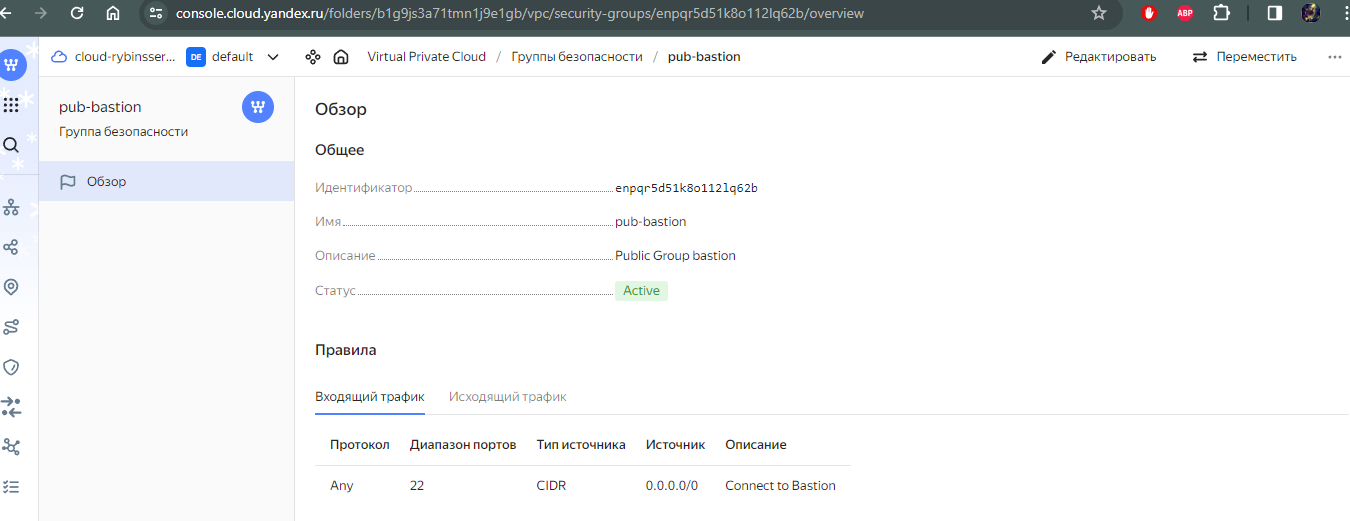 console.cloud.yandex.ru/folders/b1g9js3a71tmn1j9e1gb/vpc/security-groups/enpqr5d51k8o112lq62b/overview
ABP
cloud-rybinsser... DE default Virtual Private Cloud / Группы безопасности / pub-bastion Редактировать Переместить
pub-bastion
Группа безопасности
Обзор
Обзор
Общее
Идентификатор enpqr5d51k8o112lq62b
Имя pub-bastion
Описание Public Group bastion
Статус Active
Правила
Входящий трафик Исходящий трафик
Протокол Диапазон портов Тип источника Источник Описание
Any 22 CIDR 0.0.0.0/0 Connect to Bastion